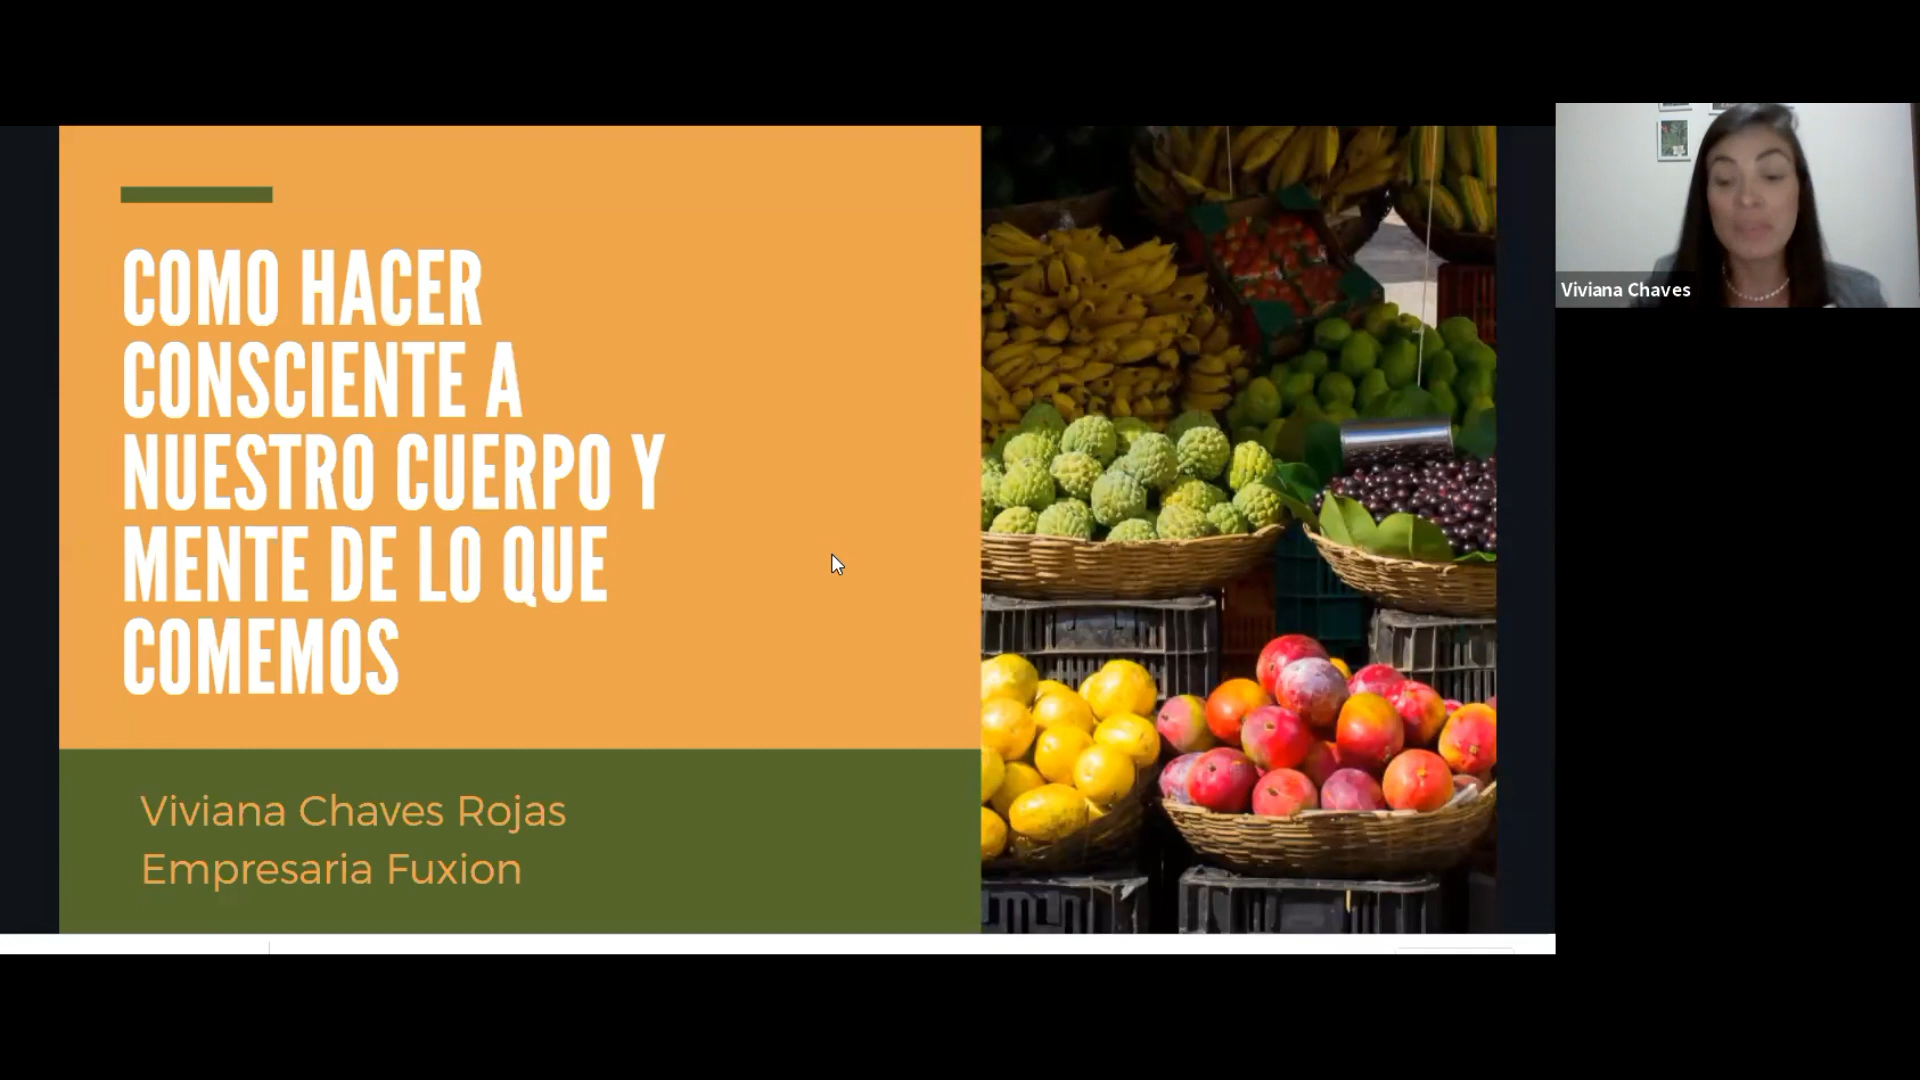 COMO HACER
CONSCIENTE A
NUESTRO CUERPO Y
MENTE DE LO QUE
COMEMOS
Viviana Chaves Rojas
Empresaria Fuxion
Viviana Chaves